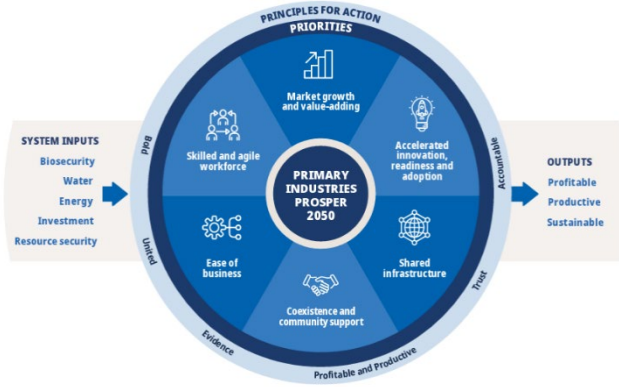 PRINCIPLES FOR ACTION
PRIORITIES
Market growth
and value-adding
Accelerated
innovation,
readiness and
adoption
Shared
infrastructure
Coexistence and
community support
Ease of
business
Skilled and agile
workforce
PRIMARY
INDUSTRIES
PROSPER
2050
SYSTEM INPUTS
Biosecurity
Water
Energy
Investment
Resource security
OUTPUTS
Profitable
Productive
Sustainable
Bold
Accountable
Trust
Profitable and Productive
Evidence
United